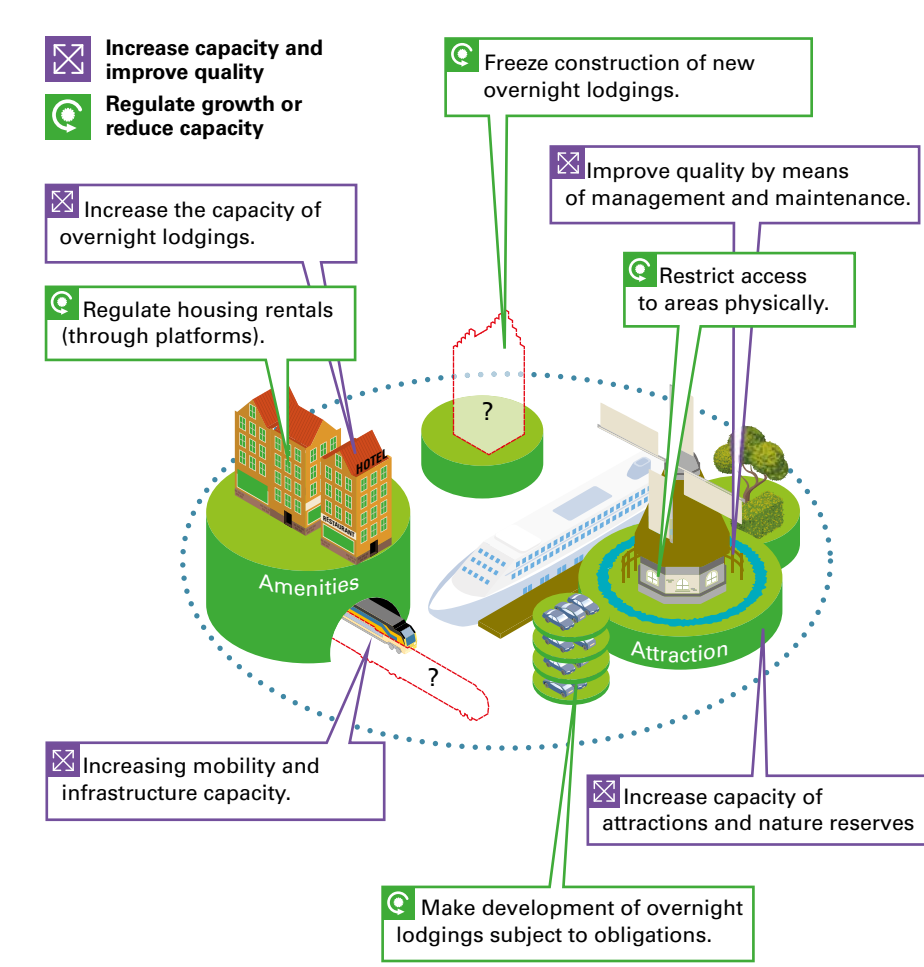 Increase capacity and
improve quality
Regulate growth or
reduce capacity
Freeze construction of new
overnight lodgings.
Improve quality by means
of management and maintenance.
Increase the capacity of
overnight lodgings.
Restrict access
to areas physically.
Regulate housing rentals
(through platforms).
?
HOTEL
RESTAURANT
Amenities
Attraction
?
Increasing mobility and
infrastructure capacity.
Increase capacity of
attractions and nature reserves
Make development of overnight
lodgings subject to obligations.